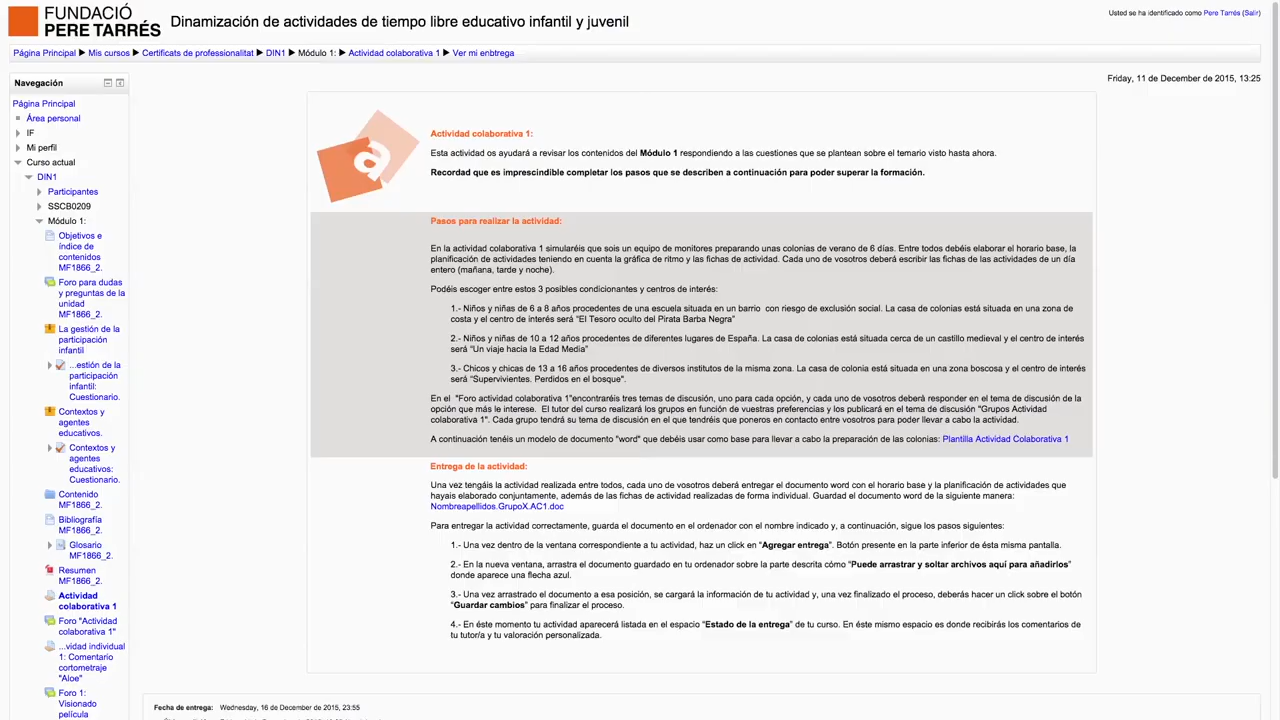 FUNDACIÓ
PERE TARRÉS
Dinamización de actividades de tiempo libre educativo infantil y juvenil
Usted se ha identificado como Pere Tarrés (Salir)
Página Principal ▶ Mis cursos ▶ Certificats de professionalitat ▶ DIN1 ▶ Módulo 1: ▶ Actividad colaborativa 1 ▶ Ver mi enbtrega
Friday, 11 de December de 2015, 13:25
Navegación
Página Principal
Área personal
IF
Mi perfil
Curso actual
DIN1
Participantes
SSCB0209
Módulo 1:
Objetivos e
índice de
contenidos
MF1866_2.
Foro para dudas
y preguntas de la
unidad
MF1866_2.
La gestión de la
participación
infantil
...estión de la
participación
infantil:
Cuestionario.
Contextos y
agentes
educativos.
Contextos y
agentes
educativos:
Cuestionario.
Contenido
MF1866_2.
Bibliografía
MF1866_2.
Glosario
MF1866_2.
Resumen
MF1866_2.
Actividad
colaborativa 1
Foro "Actividad
colaborativa 1"
...vidad individual
1: Comentario
cortometraje
"Aloe"
Foro 1:
Visionado
película
a
Actividad colaborativa 1:
Esta actividad os ayudará a revisar los contenidos del Módulo 1 respondiendo a las cuestiones que se plantean sobre el temario visto hasta ahora.
Recordad que es imprescindible completar los pasos que se describen a continuación para poder superar la formación.
Pasos para realizar la actividad:
En la actividad colaborativa 1 simularéis que sois un equipo de monitores preparando unas colonias de verano de 6 días. Entre todos debéis elaborar el horario base, la
planificación de actividades teniendo en cuenta la gráfica de ritmo y las fichas de actividad. Cada uno de vosotros deberá escribir las fichas de las actividades de un día
entero (mañana, tarde y noche).
Podéis escoger entre estos 3 posibles condicionantes y centros de interés:
1.- Niños y niñas de 6 a 8 años procedentes de una escuela situada en un barrio con riesgo de exclusión social. La casa de colonias está situada en una zona de
costa y el centro de interés será “El Tesoro oculto del Pirata Barba Negra”
2.- Niños y niñas de 10 a 12 años procedentes de diferentes lugares de España. La casa de colonias está situada cerca de un castillo medieval y el centro de interés
será “Un viaje hacia la Edad Media”
3.- Chicos y chicas de 13 a 16 años procedentes de diversos institutos de la misma zona. La casa de colonia está situada en una zona boscosa y el centro de interés
será “Supervivientes. Perdidos en el bosque".
En el "Foro actividad colaborativa 1"encontraréis tres temas de discusión, uno para cada opción, y cada uno de vosotros deberá responder en el tema de discusión de la
opción que más le interese. El tutor del curso realizará los grupos en función de vuestras preferencias y los publicará en el tema de discusión "Grupos Actividad
colaborativa 1". Cada grupo tendrá su tema de discusión en el que tendréis que poneros en contacto entre vosotros para poder llevar a cabo la actividad.
A continuación tenéis un modelo de documento "word" que debéis usar como base para llevar a cabo la preparación de las colonias: Plantilla Actividad Colaborativa 1
Entrega de la actividad:
Una vez tengáis la actividad realizada entre todos, cada uno de vosotros deberá entregar el documento word con el horario base y la planificación de actividades que
hayais elaborado conjuntamente, además de las fichas de actividad realizadas de forma individual. Guardad el documento word de la siguiente manera:
Nombreapellidos.GrupoX.AC1.doc
Para entregar la actividad correctamente, guarda el documento en el ordenador con el nombre indicado y, a continuación, sigue los pasos siguientes:
1.- Una vez dentro de la ventana correspondiente a tu actividad, haz un click en “Agregar entrega”. Botón presente en la parte inferior de ésta misma pantalla.
2.- En la nueva ventana, arrastra el documento guardado en tu ordenador sobre la parte descrita cómo “Puede arrastrar y soltar archivos aquí para añadirlos”
donde aparece una flecha azul.
3.- Una vez arrastrado el documento a esa posición, se cargará la información de tu actividad y, una vez finalizado el proceso, deberás hacer un click sobre el botón
“Guardar cambios” para finalizar el proceso.
4.- En éste momento tu actividad aparecerá listada en el espacio “Estado de la entrega” de tu curso. En éste mismo espacio es donde recibirás los comentarios de
tu tutor/a y tu valoración personalizada.
Fecha de entrega: Wednesday, 16 de December de 2015, 23:55